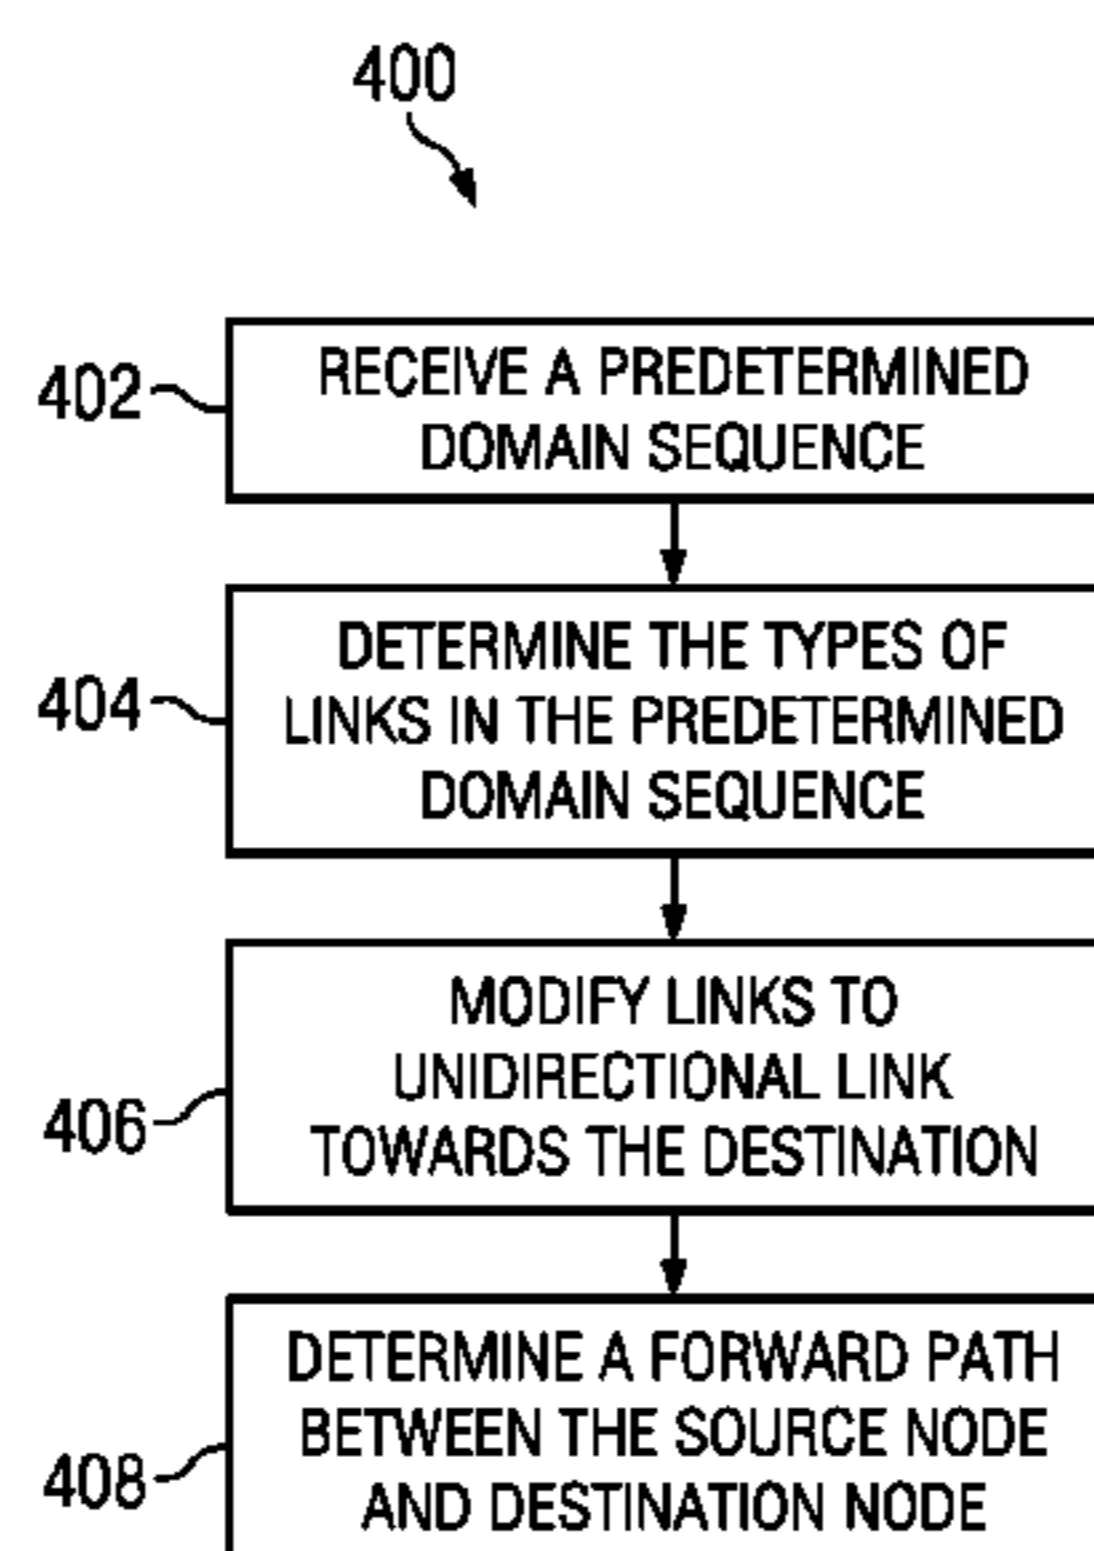 400
402
RECEIVE A PREDETERMINED
DOMAIN SEQUENCE
404
DETERMINE THE TYPES OF
LINKS IN THE PREDETERMINED
DOMAIN SEQUENCE
406
MODIFY LINKS TO
UNIDIRECTIONAL LINK
TOWARDS THE DESTINATION
408
DETERMINE A FORWARD PATH
BETWEEN THE SOURCE NODE
AND DESTINATION NODE